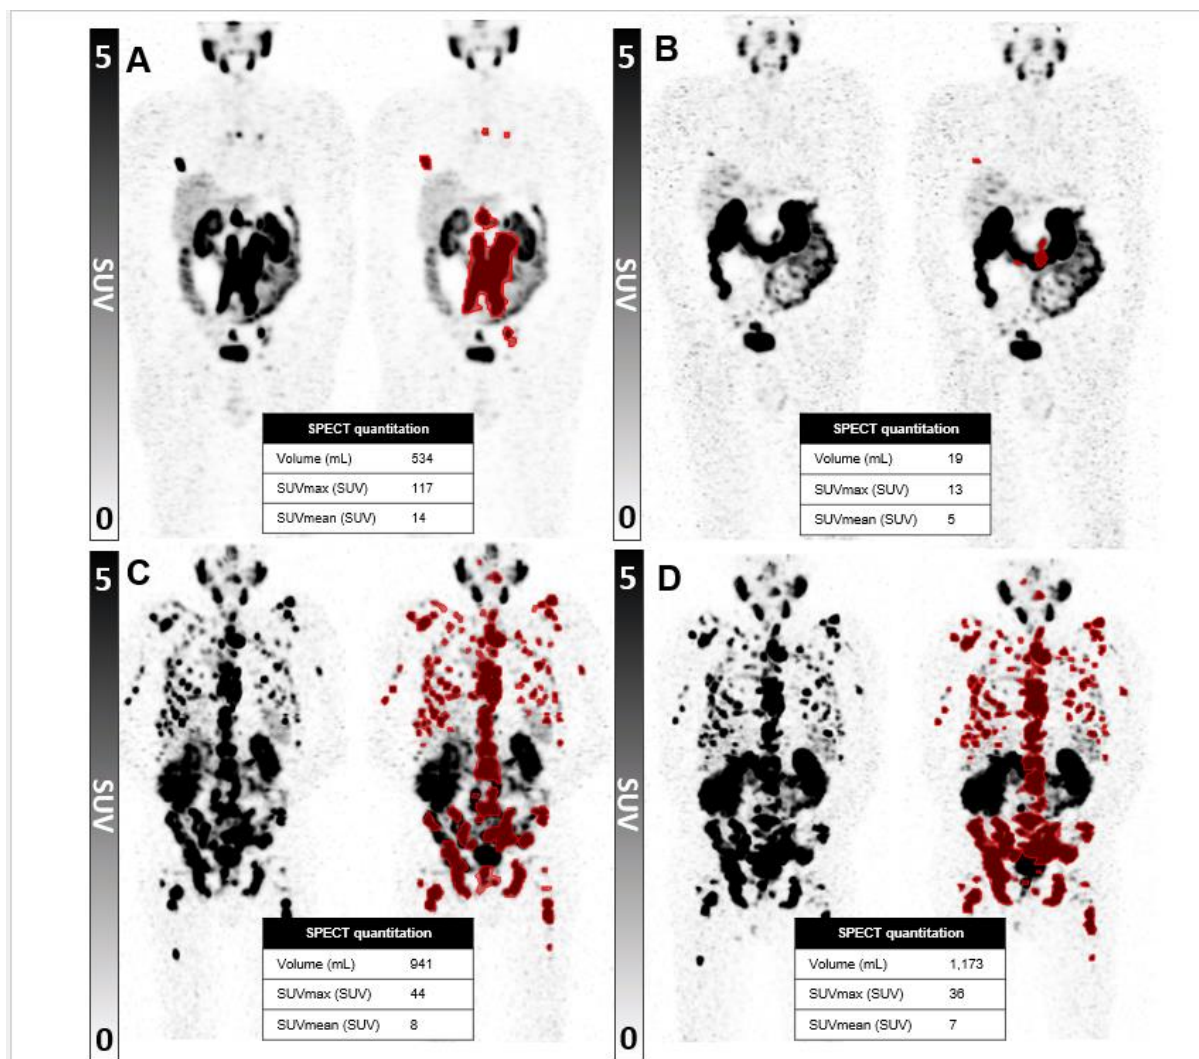 5
A
SUV
0
SPECT quantitation
Volume (mL) 534
SUVmax (SUV) 117
SUVmean (SUV) 14
5
B
SUV
0
SPECT quantitation
Volume (mL) 19
SUVmax (SUV) 13
SUVmean (SUV) 5
5
C
SUV
0
SPECT quantitation
Volume (mL) 941
SUVmax (SUV) 44
SUVmean (SUV) 8
5
D
SUV
0
SPECT quantitation
Volume (mL) 1,173
SUVmax (SUV) 36
SUVmean (SUV) 7